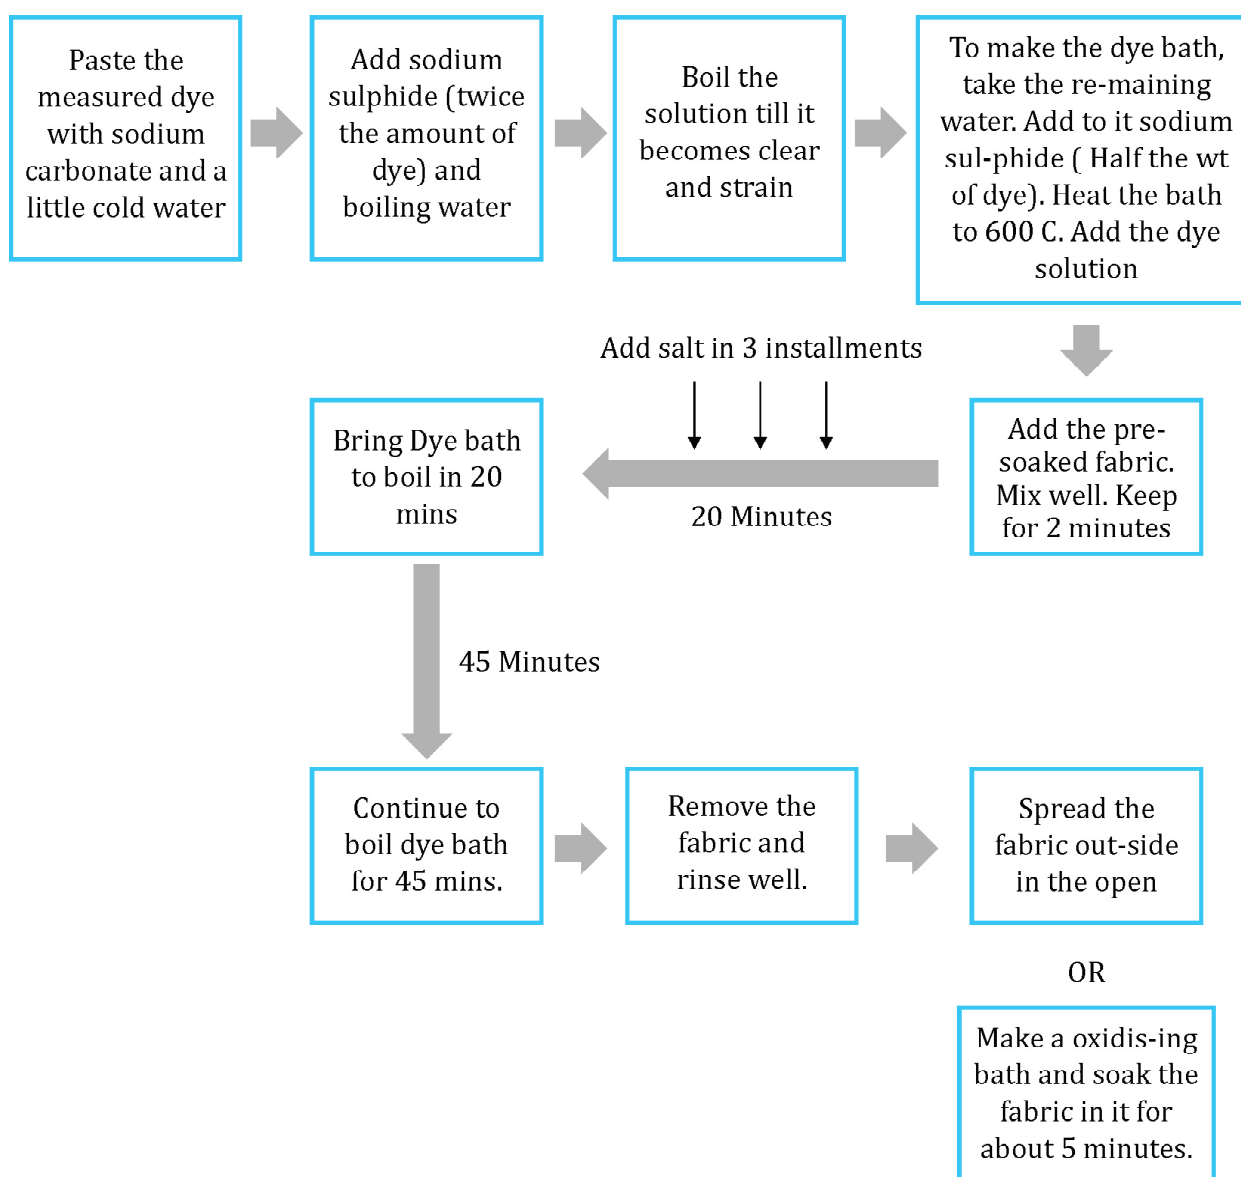 Paste the
measured dye
with sodium
carbonate and a
little cold water
Add sodium
sulphide (twice
the amount of
dye) and
boiling water
Boil the
solution till it
becomes clear
and strain
To make the dye bath,
take the re-maining
water. Add to it sodium
sul-phide ( Half the wt
of dye). Heat the bath
to 600 C. Add the dye
solution
Add the pre-
soaked fabric.
Mix well. Keep
for 2 minutes
Add salt in 3 installments
20 Minutes
Bring Dye bath
to boil in 20
mins
45 Minutes
Continue to
boil dye bath
for 45 mins.
Remove the
fabric and
rinse well.
Spread the
fabric out-side
in the open
OR
Make a oxidis-ing
bath and soak the
fabric in it for
about 5 minutes.